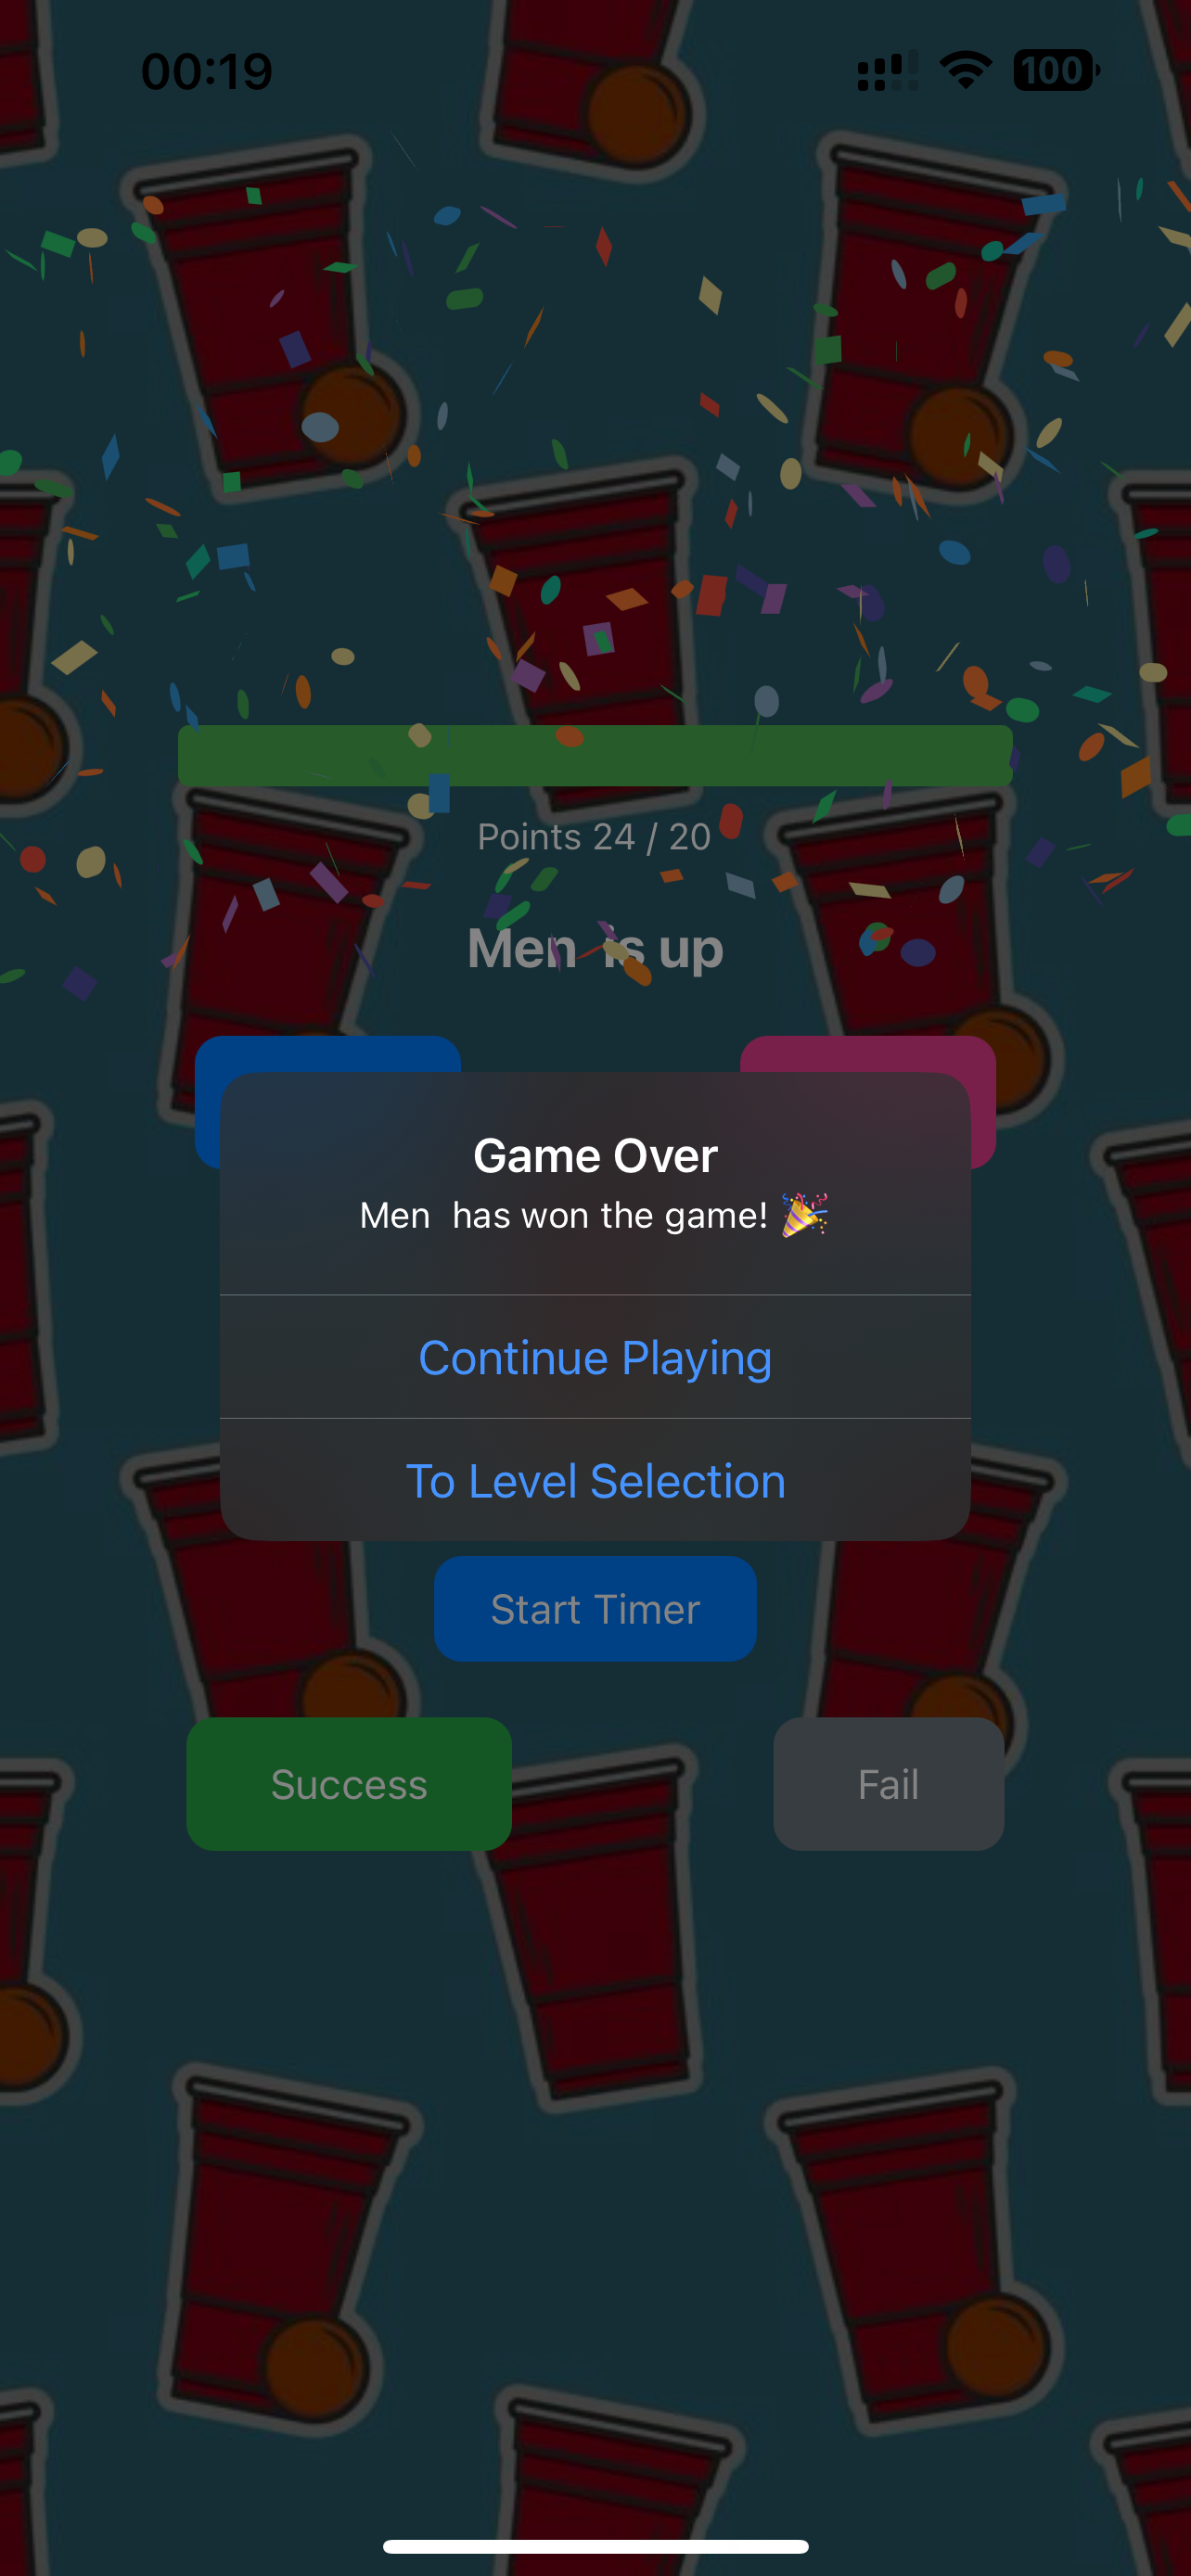 00:19
100
Points 24 / 20
Men  is up
Game Over
Men  has won the game! 🎉
Continue Playing
To Level Selection
Start Timer
Success
Fail